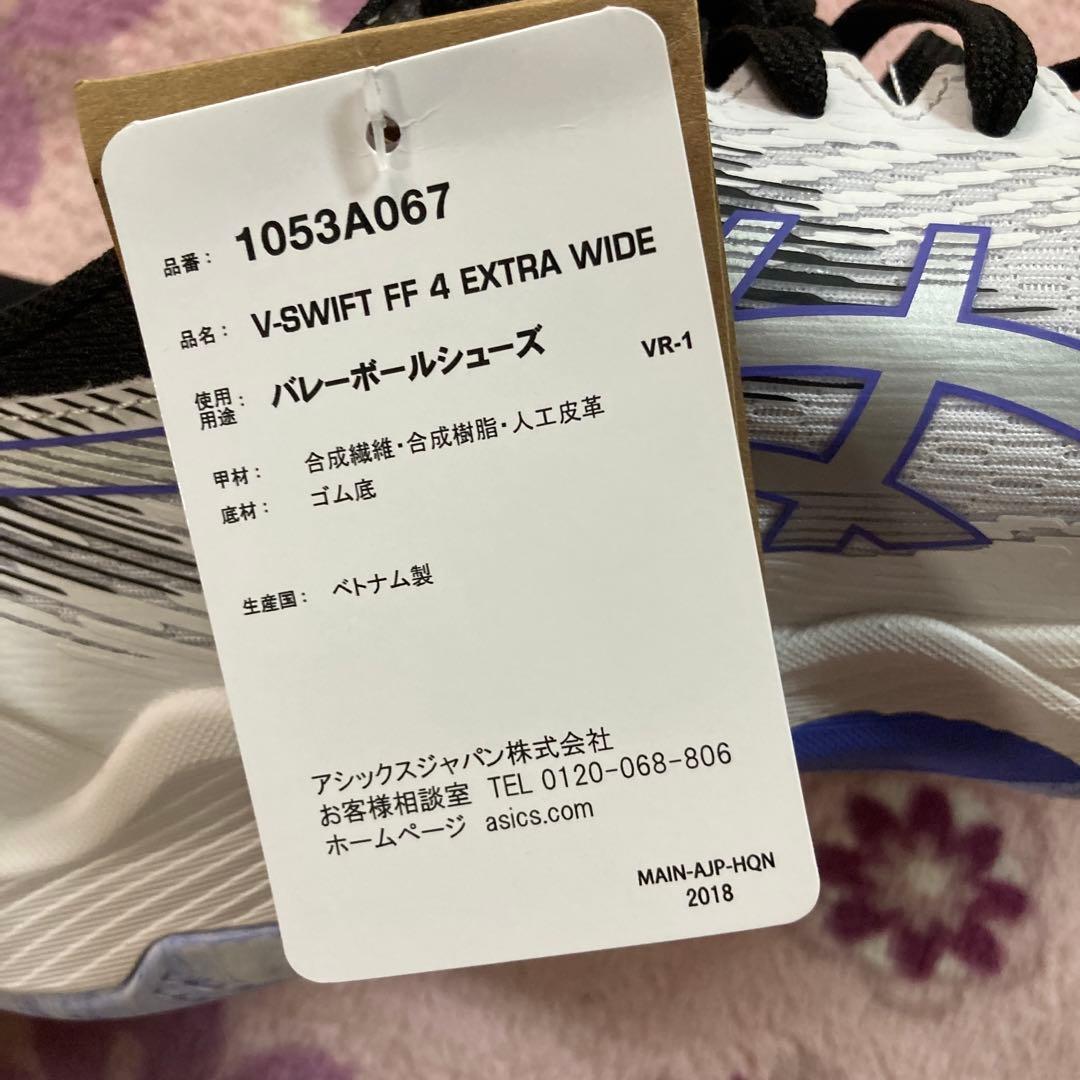 品番: 1053A067
品名: V-SWIFT FF 4 EXTRA WIDE
使用用途: バレーボールシューズ VR-1
甲材: 合成繊維・合成樹脂・人工皮革
底材: ゴム底
生産国: ベトナム製
アシックスジャパン株式会社
お客様相談室 TEL 0120-068-806
ホームページ asics.com
MAIN-AJP-HQN
2018